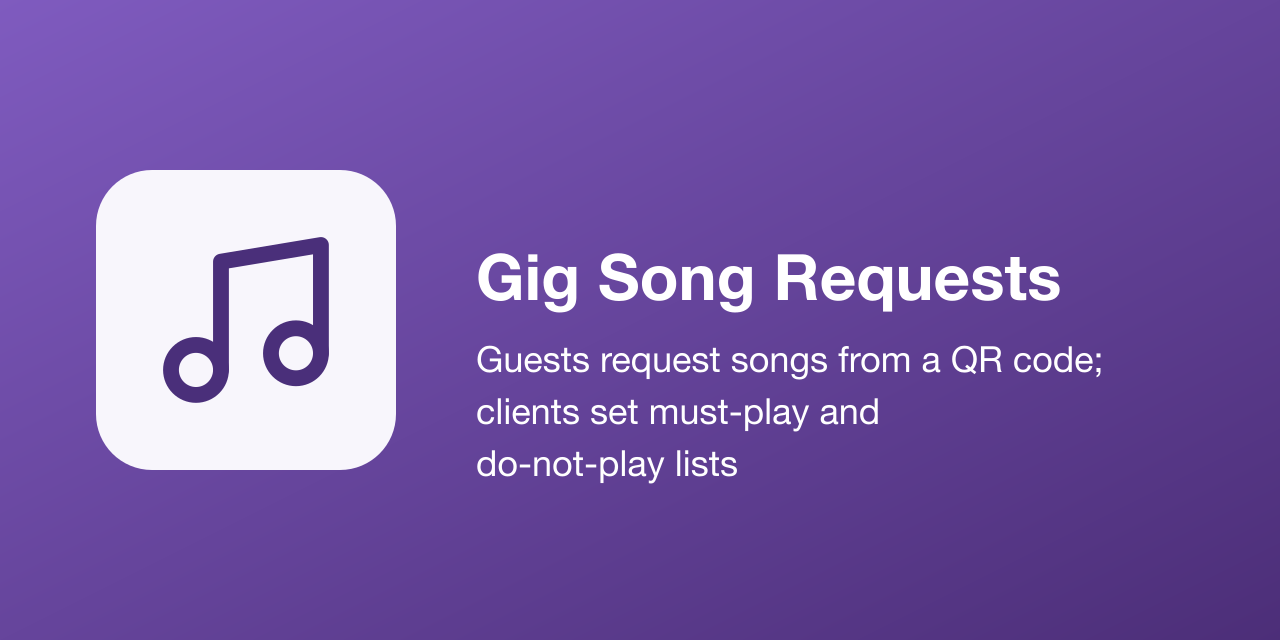 Gig Song Requests
Guests request songs from a QR code;
clients set must-play and
do-not-play lists